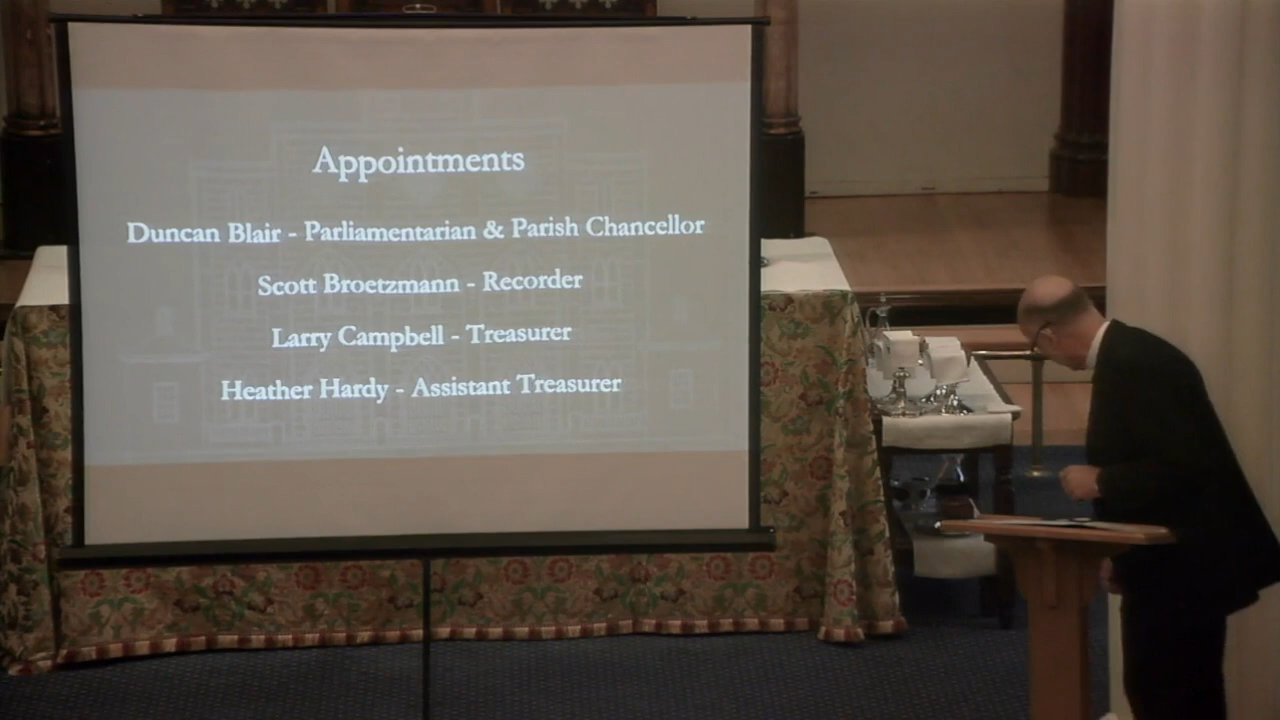 Appointments
Duncan Blair - Parliamentarian & Parish Chancellor
Scott Broetzmann - Recorder
Larry Campbell - Treasurer
Heather Hardy - Assistant Treasurer